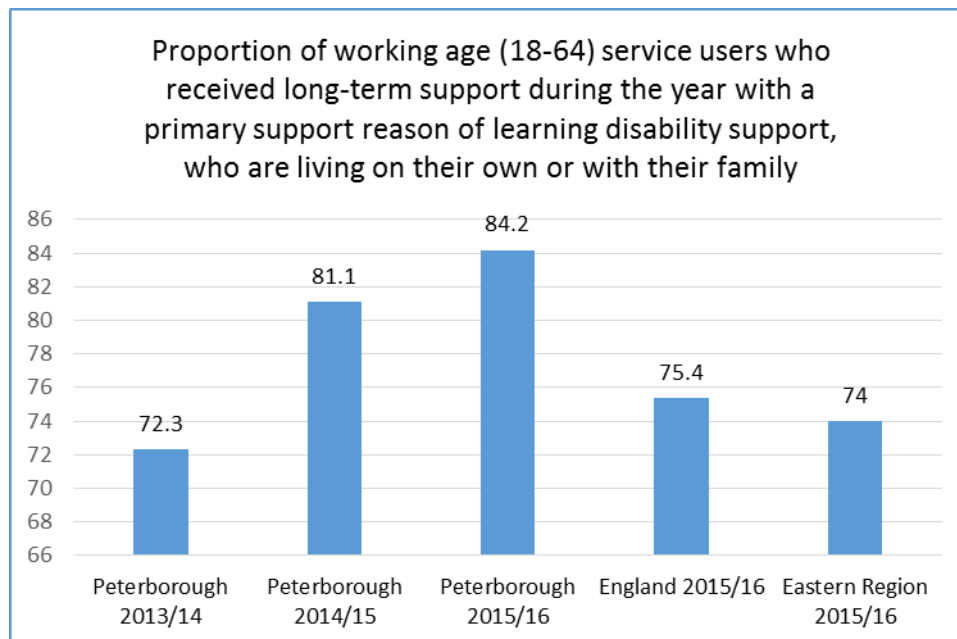 Proportion of working age (18-64) service users who
received long-term support during the year with a
primary support reason of learning disability support,
who are living on their own or with their family
86
84
82
80
78
76
74
72
70
68
66
72.3
81.1
84.2
75.4
74
Peterborough
2013/14
Peterborough
2014/15
Peterborough
2015/16
England 2015/16
Eastern Region
2015/16